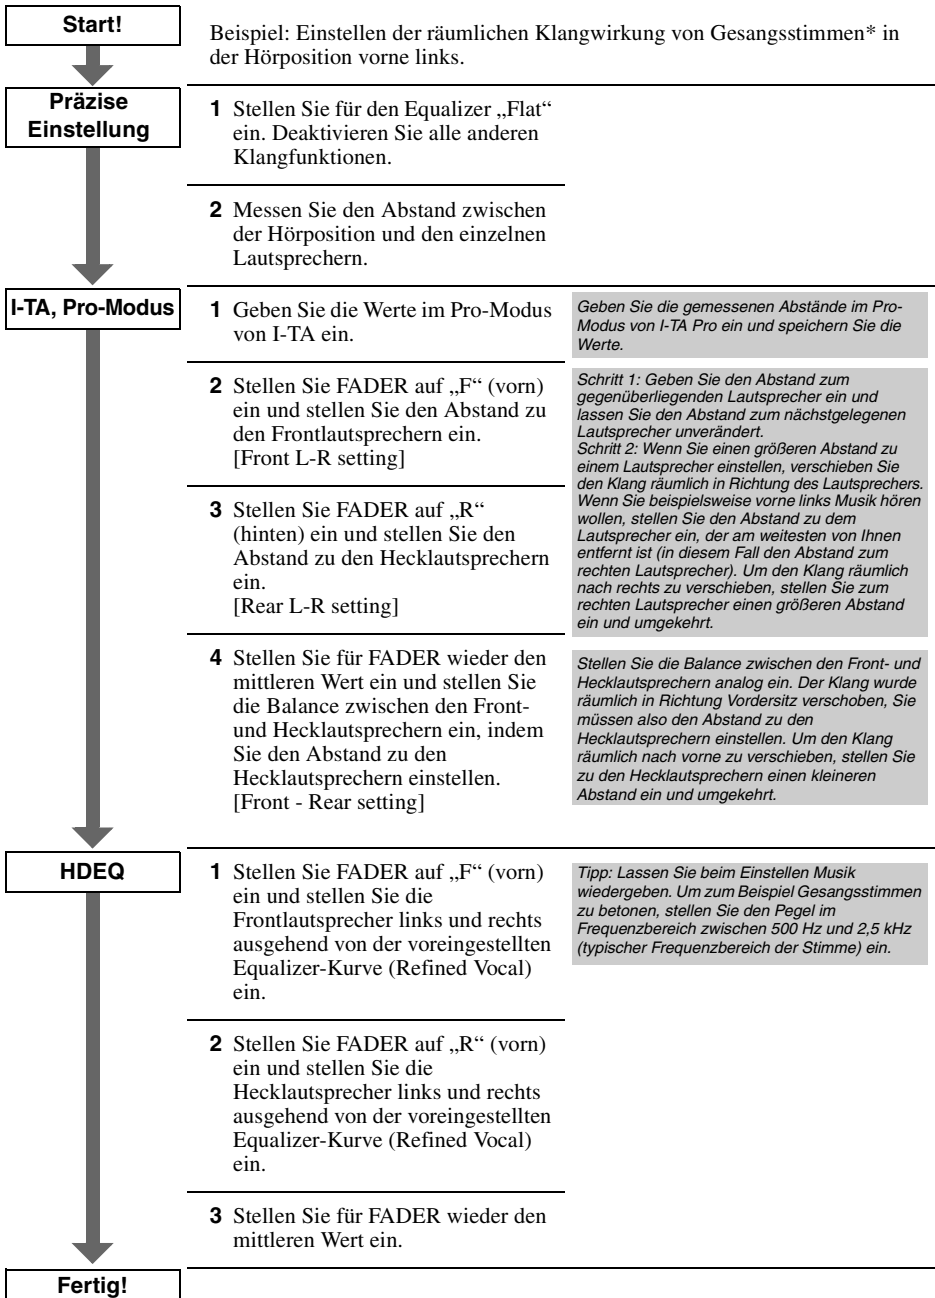 Start!
Beispiel: Einstellen der räumlichen Klangwirkung von Gesangsstimmen* in
der Hörposition vorne links.
Präzise
Einstellung
1 Stellen Sie für den Equalizer „Flat“
ein. Deaktivieren Sie alle anderen
Klangfunktionen.
2 Messen Sie den Abstand zwischen
der Hörposition und den einzelnen
Lautsprechern.
I-TA, Pro-Modus
1 Geben Sie die Werte im Pro-Modus
von I-TA ein.
Geben Sie die gemessenen Abstände im Pro-
Modus von I-TA Pro ein und speichern Sie die
Werte.
2 Stellen Sie FADER auf „F“ (vorn)
ein und stellen Sie den Abstand zu
den Frontlautsprechern ein.
[Front L-R setting]
3 Stellen Sie FADER auf „R“
(hinten) ein und stellen Sie den
Abstand zu den Hecklautsprechern
ein.
[Rear L-R setting]
Schritt 1: Geben Sie den Abstand zum
gegenüberliegenden Lautsprecher ein und
lassen Sie den Abstand zum nächstgelegenen
Lautsprecher unverändert.
Schritt 2: Wenn Sie einen größeren Abstand zu
einem Lautsprecher einstellen, verschieben Sie
den Klang räumlich in Richtung des Lautsprechers.
Wenn Sie beispielsweise vorne links Musik hören
wollen, stellen Sie den Abstand zu dem
Lautsprecher ein, der am weitesten von Ihnen
entfernt ist (in diesem Fall den Abstand zum
rechten Lautsprecher). Um den Klang räumlich
nach rechts zu verschieben, stellen Sie zum
rechten Lautsprecher einen größeren Abstand
ein und umgekehrt.
4 Stellen Sie für FADER wieder den
mittleren Wert ein und stellen Sie
die Balance zwischen den Front-
und Hecklautsprechern ein, indem
Sie den Abstand zu den
Hecklautsprechern einstellen.
[Front - Rear setting]
Stellen Sie die Balance zwischen den Front- und
Hecklautsprechern analog ein. Der Klang wurde
räumlich in Richtung Vordersitz verschoben, Sie
müssen also den Abstand zu den
Hecklautsprechern einstellen. Um den Klang
räumlich nach vorne zu verschieben, stellen Sie
zu den Hecklautsprechern einen kleineren
Abstand ein und umgekehrt.
HDEQ
1 Stellen Sie FADER auf „F“ (vorn)
ein und stellen Sie die
Frontlautsprecher links und rechts
ausgehend von der voreingestellten
Equalizer-Kurve (Refined Vocal)
ein.
Tipp: Lassen Sie beim Einstellen Musik
wiedergeben. Um zum Beispiel Gesangsstimmen
zu betonen, stellen Sie den Pegel im
Frequenzbereich zwischen 500 Hz und 2,5 kHz
(typischer Frequenzbereich der Stimme) ein.
2 Stellen Sie FADER auf „R“ (vorn)
ein und stellen Sie die
Hecklautsprecher links und rechts
ausgehend von der voreingestellten
Equalizer-Kurve (Refined Vocal)
ein.
3 Stellen Sie für FADER wieder den
mittleren Wert ein.
Fertig!